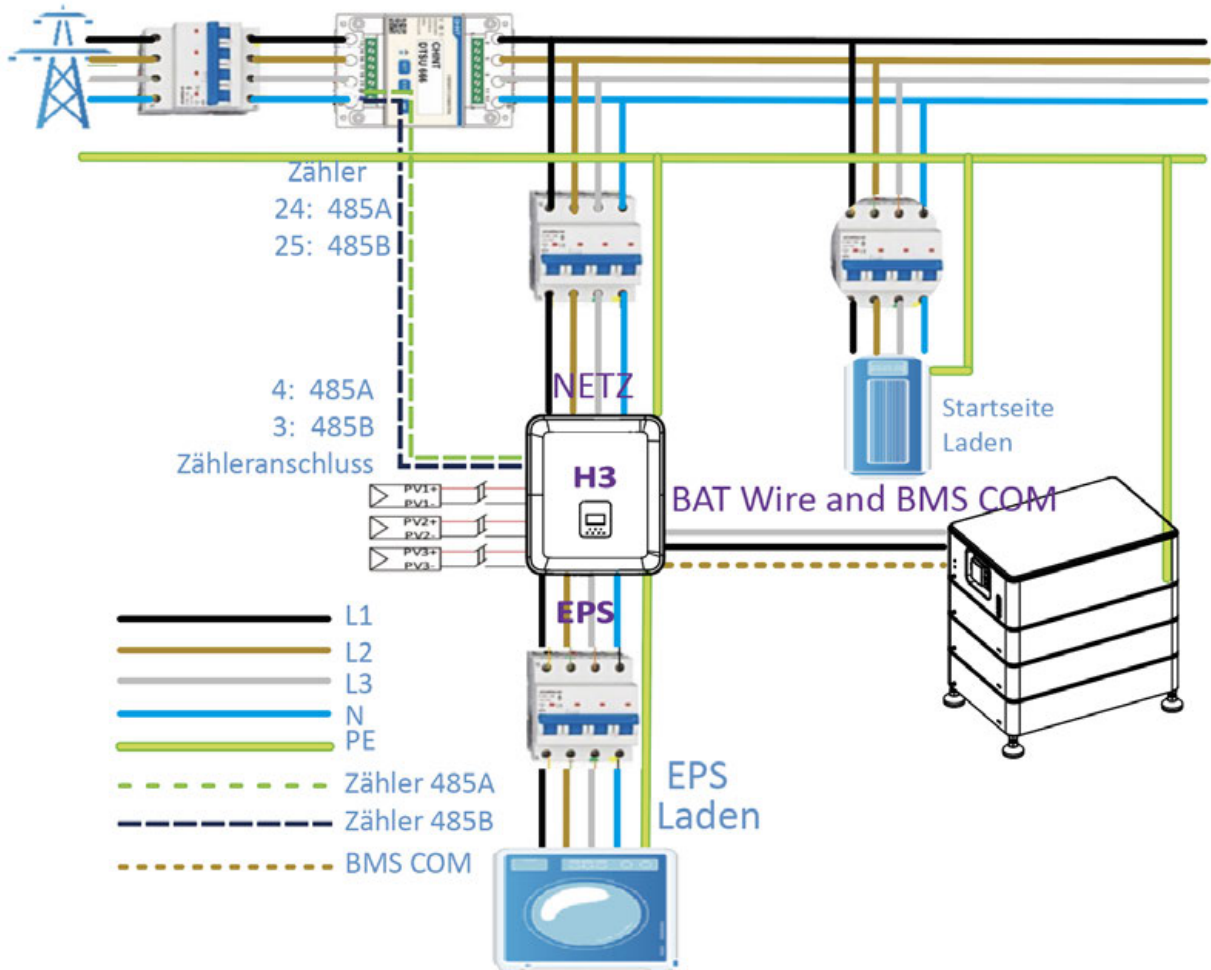 CHINT
DTSU 666
Zähler
24: 485A
25: 485B
4: 485A
3: 485B
Zähleranschluss
NETZ
Startseite
Laden
H3
BAT Wire and BMS COM
PV1+
PV1-
PV2+
PV2-
PV3+
PV3-
EPS
L1
L2
L3
N
PE
Zähler 485A
Zähler 485B
BMS COM
EPS
Laden